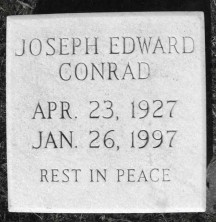 JOSEPH EDWARD
CONRAD
APR. 23, 1927
JAN. 26, 1997
REST IN PEACE